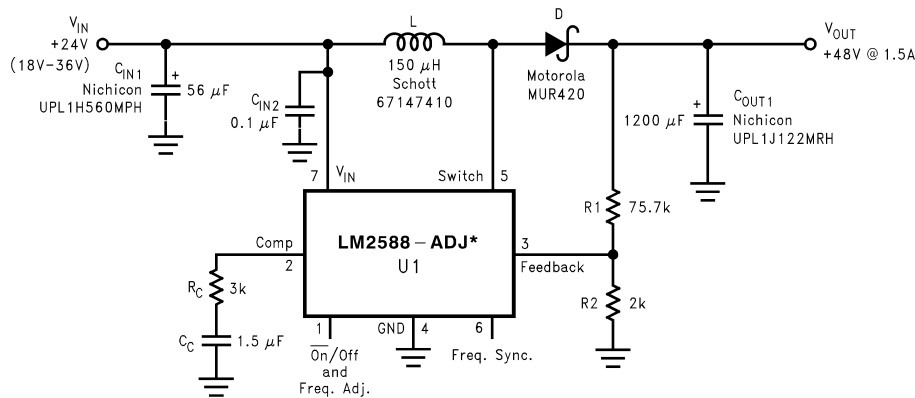 V_IN
+24V
(18V-36V)
C_IN1
Nichicon
UPL1H560MPH
+
56 μF
C_IN2
0.1 μF
L
150 μH
Schott
67147410
D
Motorola
MUR420
V_OUT
+48V @ 1.5A
+
1200 μF
C_OUT1
Nichicon
UPL1J122MRH
7
V_IN
Switch
5
R1
75.7k
LM2588-ADJ*
U1
Comp
2
3
Feedback
R_C
3k
C_C
1.5 μF
R2
2k
1
GND
4
6
O̅n̅/Off
and
Freq. Adj.
Freq. Sync.